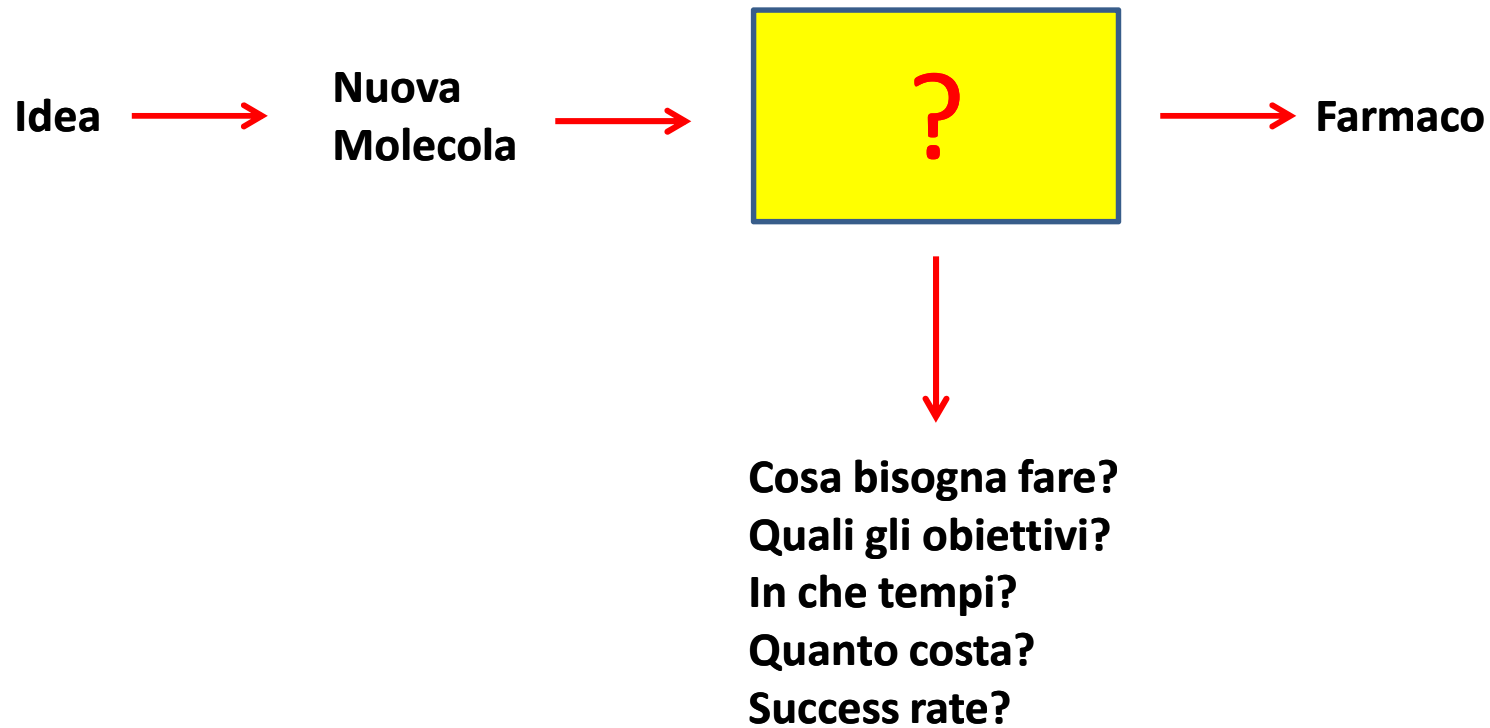 Idea
Nuova
Molecola
?
Farmaco
Cosa bisogna fare?
Quali gli obiettivi?
In che tempi?
Quanto costa?
Success rate?